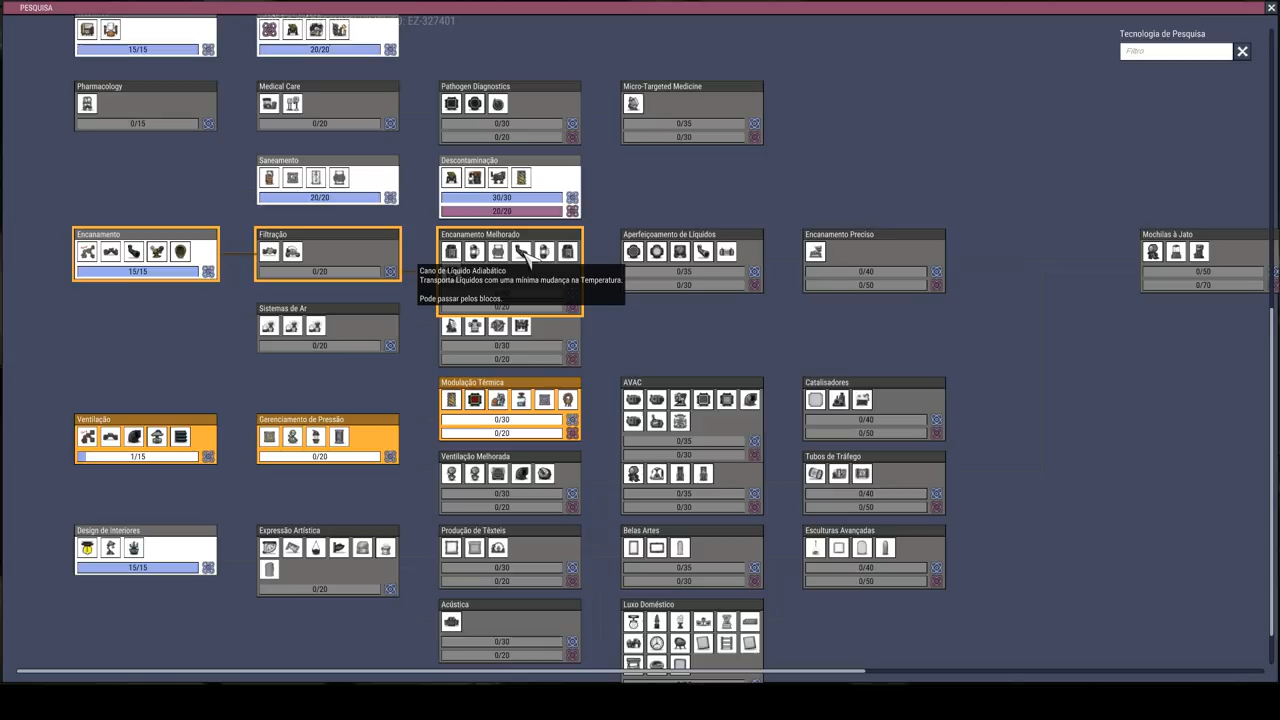 PESQUISA
EZ-327401
Tecnologia de Pesquisa
Filtro
15/15
20/20
Pharmacology
Medical Care
Pathogen Diagnostics
Micro-Targeted Medicine
0/15
0/20
0/30
0/35
0/20
0/30
Saneamento
Descontaminação
20/20
30/30
20/20
Encanamento
Filtração
Encanamento Melhorado
Aperfeiçoamento de Líquidos
Encanamento Preciso
Mochilas à Jato
15/15
0/20
0/35
0/40
0/50
0/30
0/50
0/70
Cano de Líquido Adiabático
Transporta Líquidos com uma mínima mudança na Temperatura.
Pode passar pelos blocos.
0/20
Sistemas de Ar
0/20
0/30
0/20
Modulação Térmica
AVAC
Catalisadores
0/30
0/20
0/40
0/50
0/35
0/30
Ventilação
Gerenciamento de Pressão
1/15
0/20
Ventilação Melhorada
Tubos de Tráfego
0/30
0/20
0/35
0/30
0/40
0/50
Design de Interiores
Expressão Artística
Produção de Têxteis
Belas Artes
Esculturas Avançadas
15/15
0/20
0/30
0/20
0/35
0/30
0/40
0/50
Acústica
Luxo Doméstico
0/30
0/20